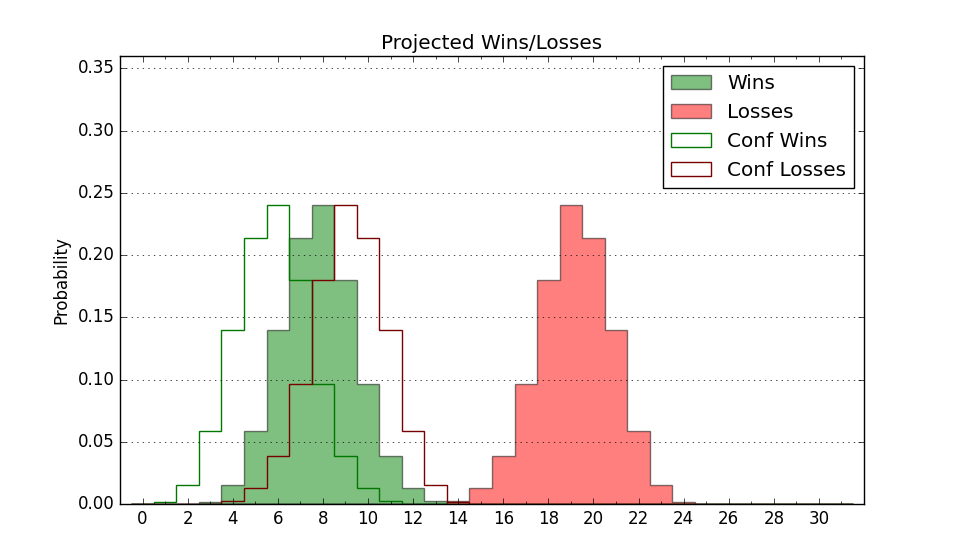 Projected Wins/Losses
Wins
Losses
Conf Wins
Conf Losses
Probability
0.35
0.30
0.25
0.20
0.15
0.10
0.05
0.00
0 2 4 6 8 10 12 14 16 18 20 22 24 26 28 30